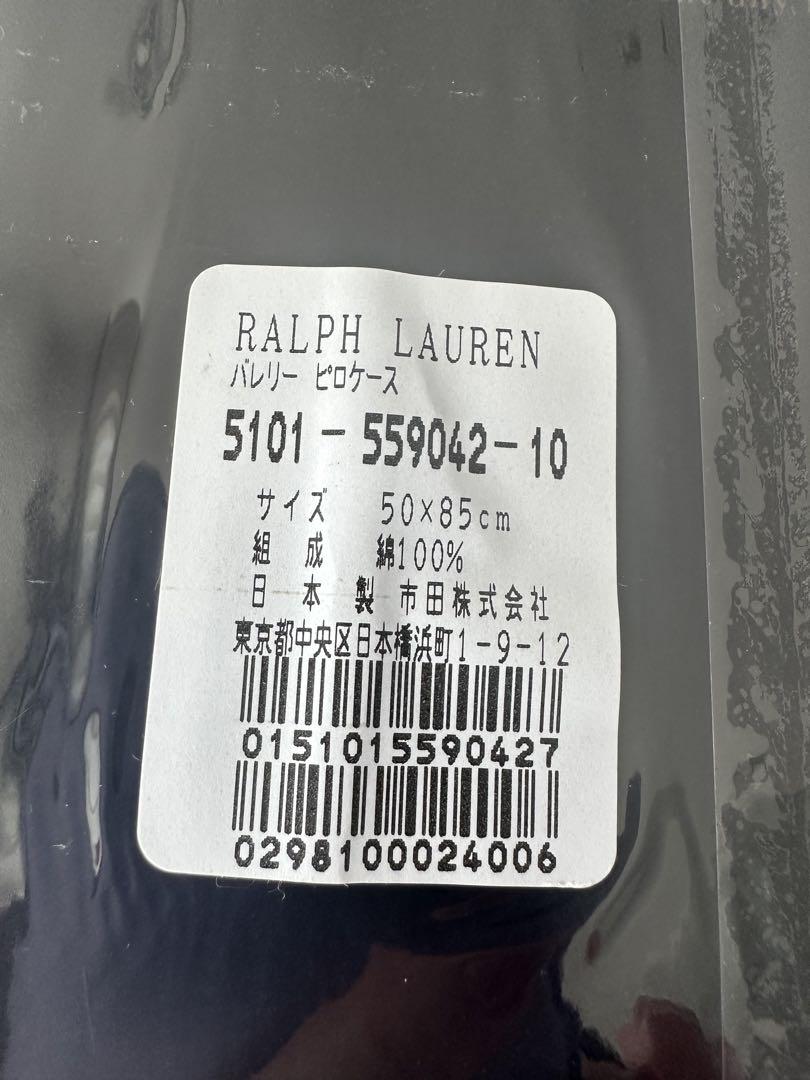 RALPH LAUREN
バレリー ピロケース
5101-559042-10
サイズ 50×85cm
組成 綿100%
日本製 市田株式会社
東京都中央区日本橋浜町1-9-12
0151015590427
0298100024006